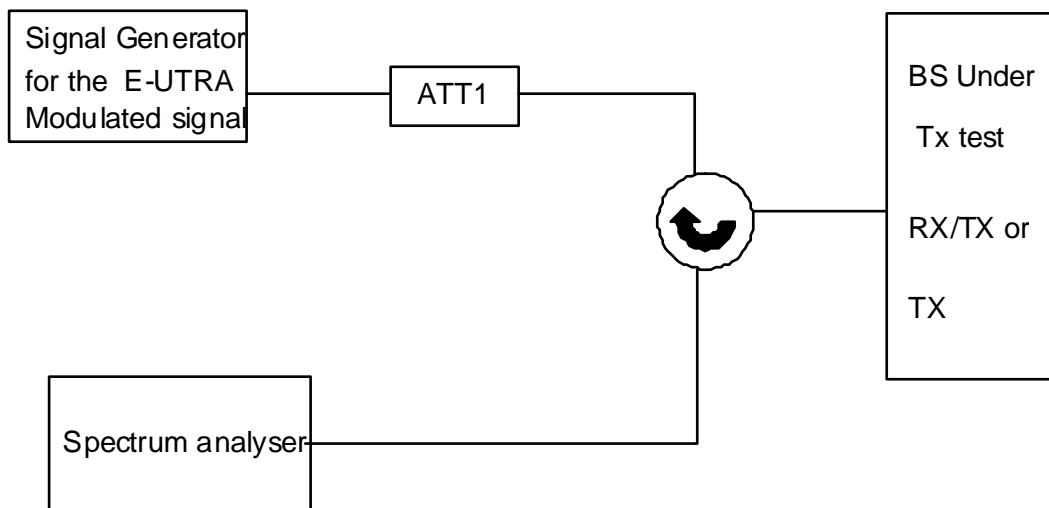 Signal Generator
for the E-UTRA
Modulated signal
ATT1
BS Under
Tx test
RX/TX or
TX
Spectrum analyser